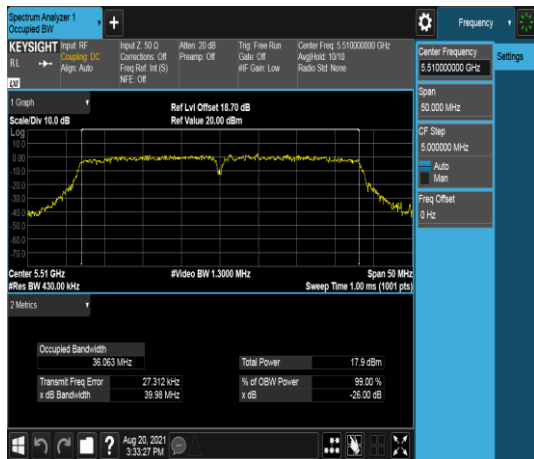 Spectrum Analyzer 1
Occupied BW
+
Frequency
KEYSIGHT
RL
LXI
Input: RF
Coupling: DC
Align: Auto
Input Z: 50 Ω
Corrections: Off
Freq Ref: Int (S)
NFE: Off
Atten: 20 dB
Preamp: Off
Trig: Free Run
Gate: Off
#IF Gain: Low
Center Freq: 5.510000000 GHz
Avg|Hold: 10/10
Radio Std: None
Center Frequency
5.510000000 GHz
Settings
Span
50.000 MHz
CF Step
5.000000 MHz
Auto
Man
Freq Offset
0 Hz
1 Graph
Scale/Div 10.0 dB
Ref Lvl Offset 18.70 dB
Ref Value 20.00 dBm
Log
10.0
0.00
-10.0
-20.0
-30.0
-40.0
-50.0
-60.0
-70.0
Center 5.51 GHz
#Video BW 1.3000 MHz
Span 50 MHz
#Res BW 430.00 kHz
Sweep Time 1.00 ms (1001 pts)
2 Metrics
Occupied Bandwidth
36.063 MHz
Total Power 17.9 dBm
Transmit Freq Error 27.312 kHz
% of OBW Power 99.00 %
x dB Bandwidth 39.98 MHz
x dB -26.00 dB
?
Aug 20, 2021
3:33:27 PM